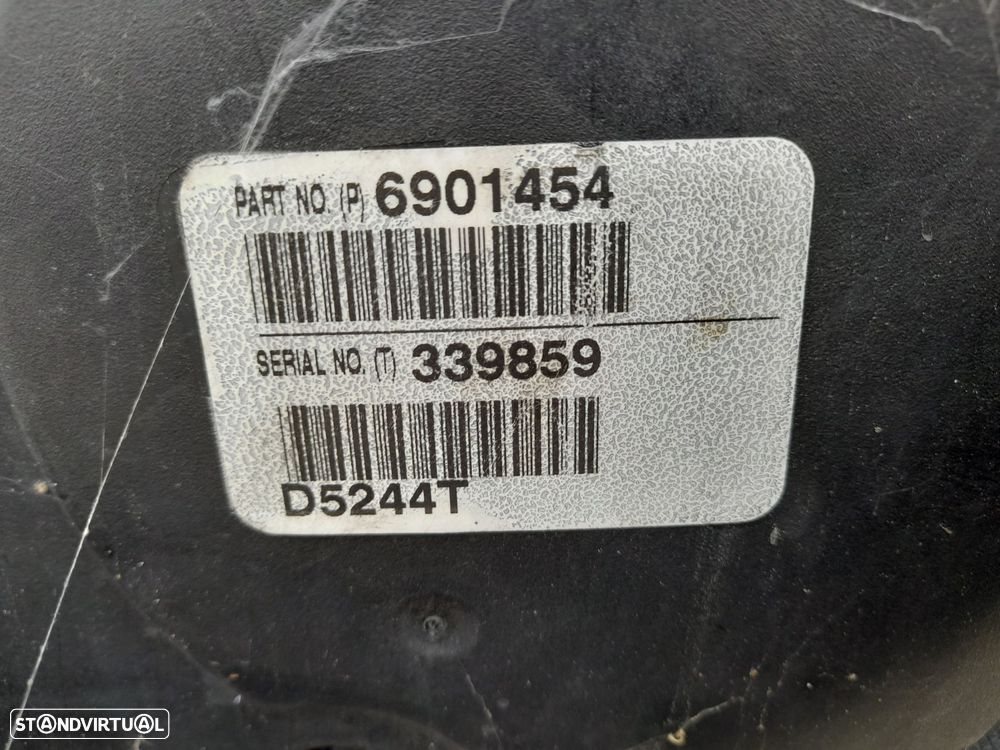 PART NO. (P) 6901454
SERIAL NO. (T) 339859
D5244T
STANDVIRTUAL